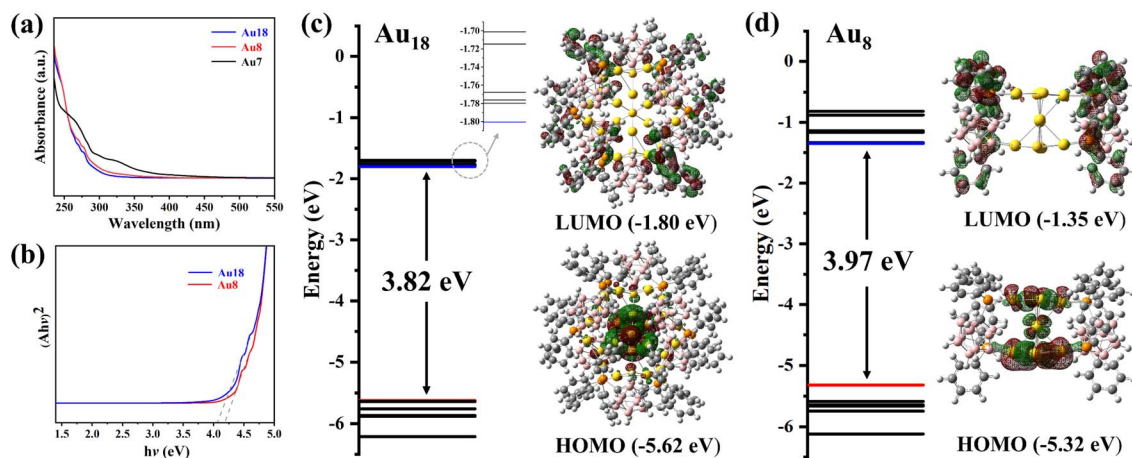 (a)
Au18
Au8
Au7
Absorbance (a.u.)
250 300 350 400 450 500 550
Wavelength (nm)
(b)
Au18
Au8
(Ahν)2
1.5 2.0 2.5 3.0 3.5 4.0 4.5 5.0
hν (eV)
(c)
Au18
Energy (eV)
0
-1
-2
-3
-4
-5
-6
-1.70
-1.72
-1.76
-1.78
-1.80
3.82 eV
LUMO (-1.80 eV)
HOMO (-5.62 eV)
(d)
Au8
Energy (eV)
0
-1
-2
-3
-4
-5
-6
3.97 eV
LUMO (-1.35 eV)
HOMO (-5.32 eV)